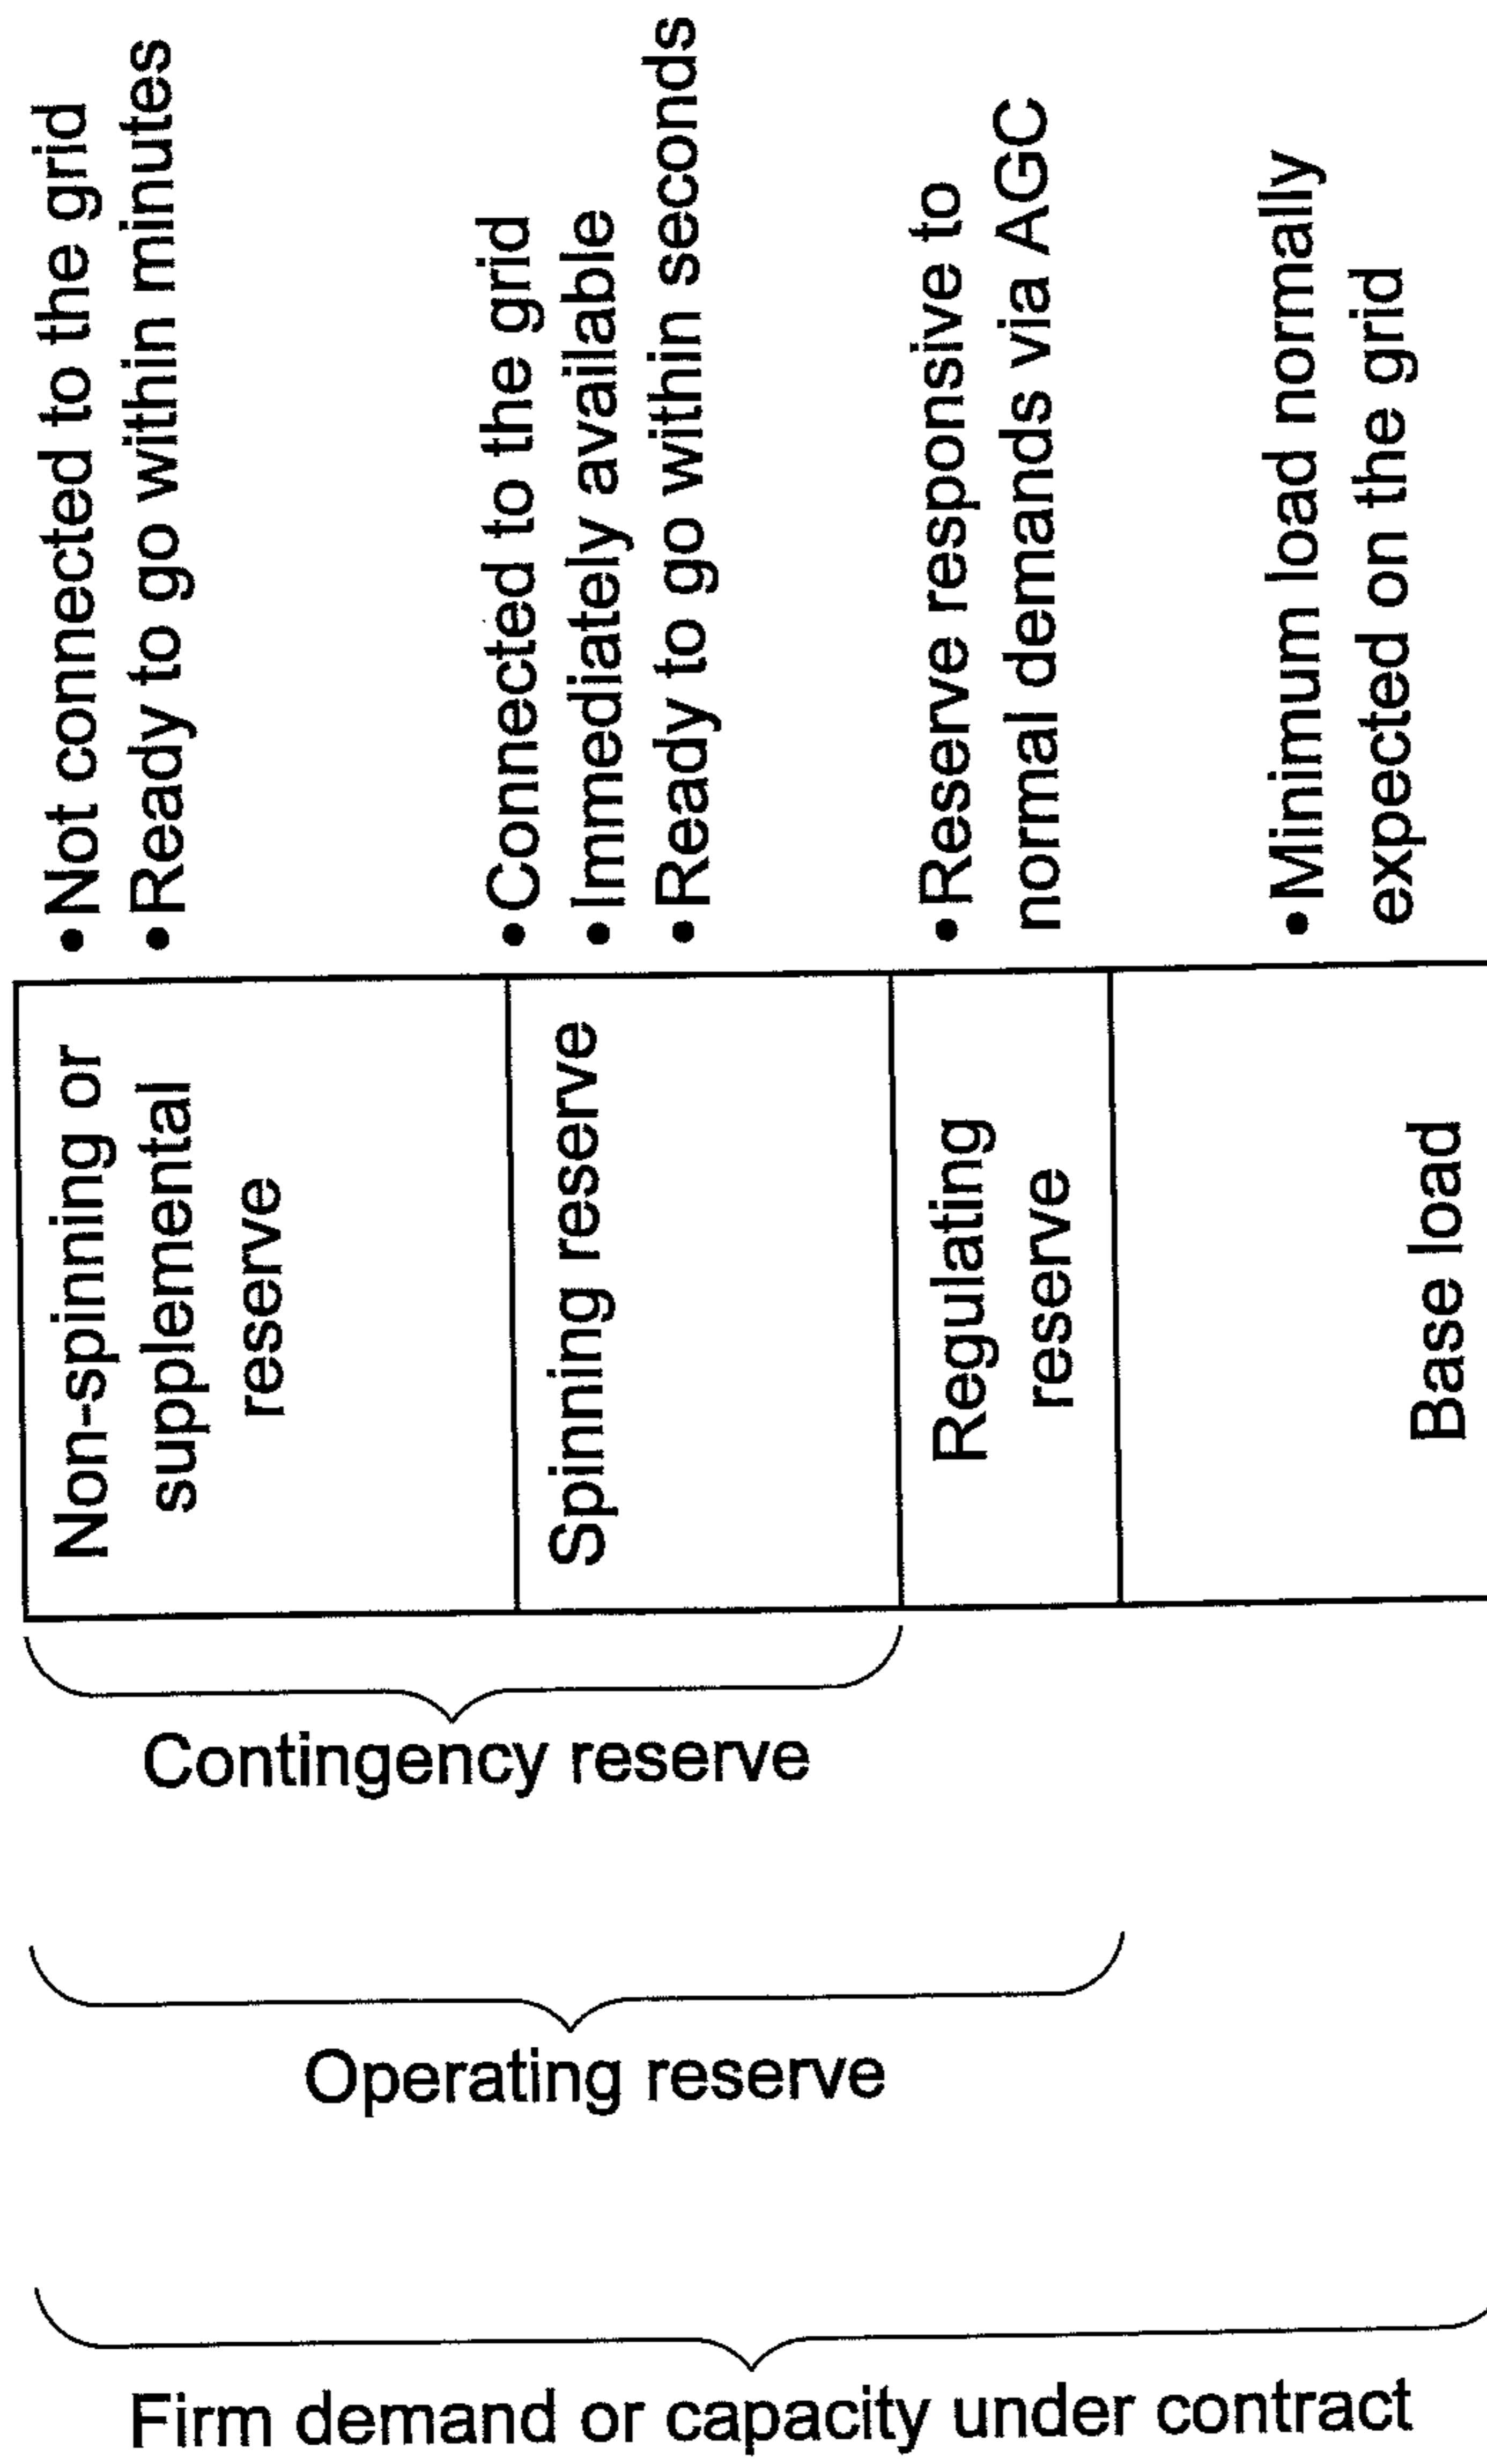 Non-spinning or
supplemental
reserve
•Not connected to the grid
•Ready to go within minutes
Spinning reserve
•Connected to the grid
•Immediately available
•Ready to go within seconds
Regulating
reserve
•Reserve responsive to
normal demands via AGC
Base load
•Minimum load normally
expected on the grid
Contingency reserve
Operating reserve
Firm demand or capacity under contract